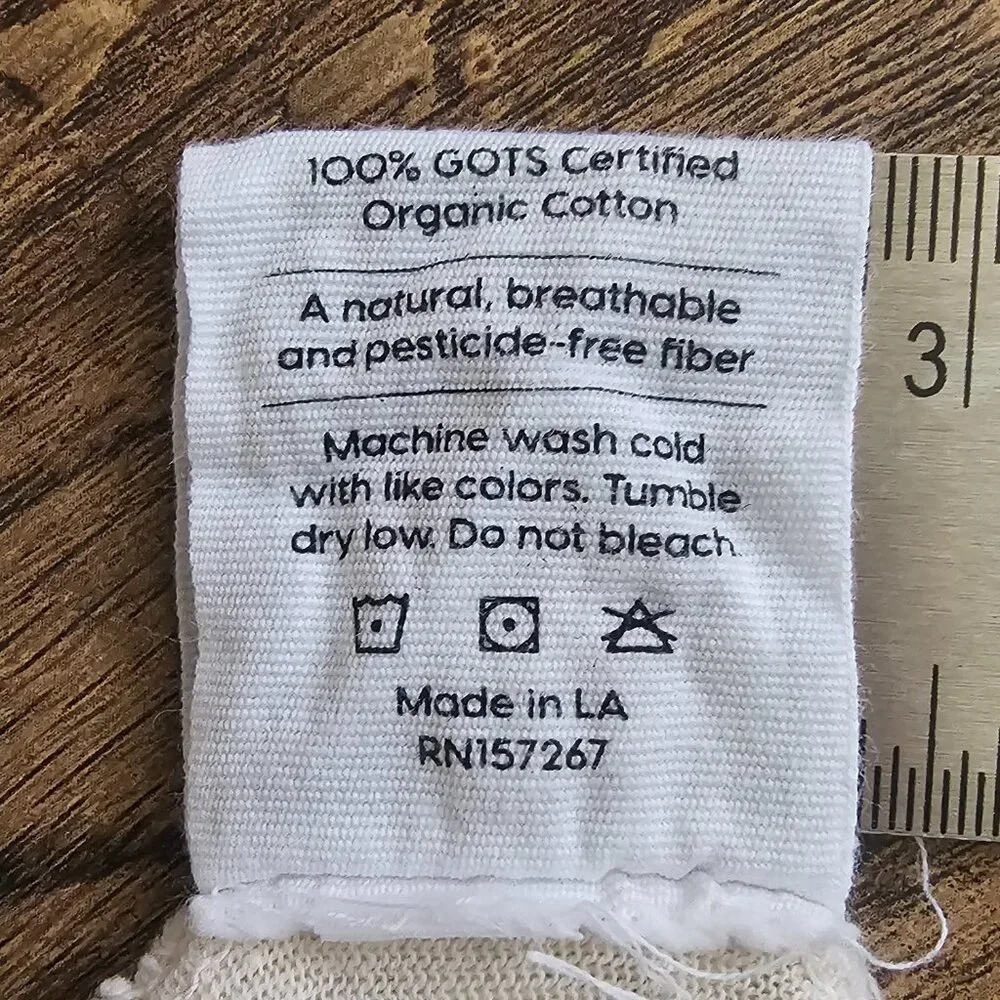 100% GOTS Certified
Organic Cotton
A natural, breathable
and pesticide-free fiber
Machine wash cold
with like colors. Tumble
dry low. Do not bleach.
Made in LA
RN157267
3